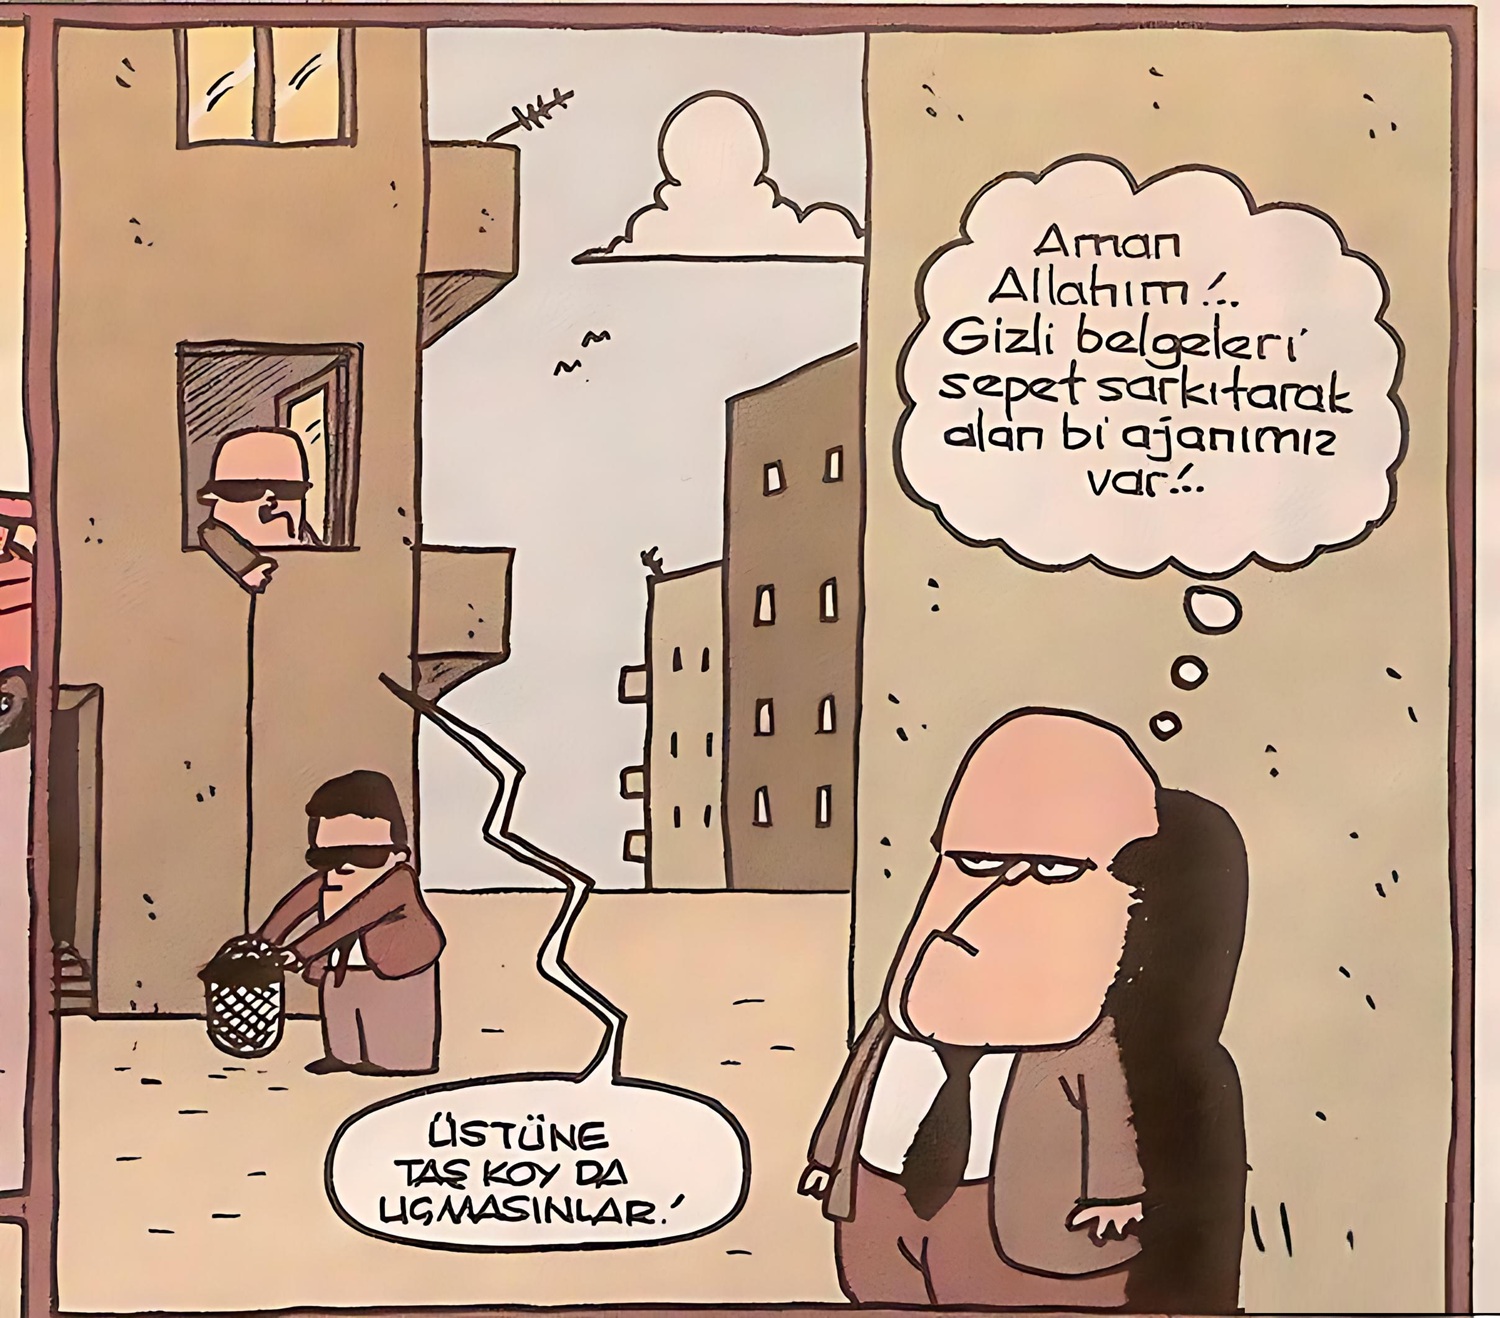 Aman
Allahım!..
Gizli belgeleri
sepet sarkıtarak
alan bi ajanımız
var!..
ÜSTÜNE
TAŞ KOY DA
UÇMASINLAR!